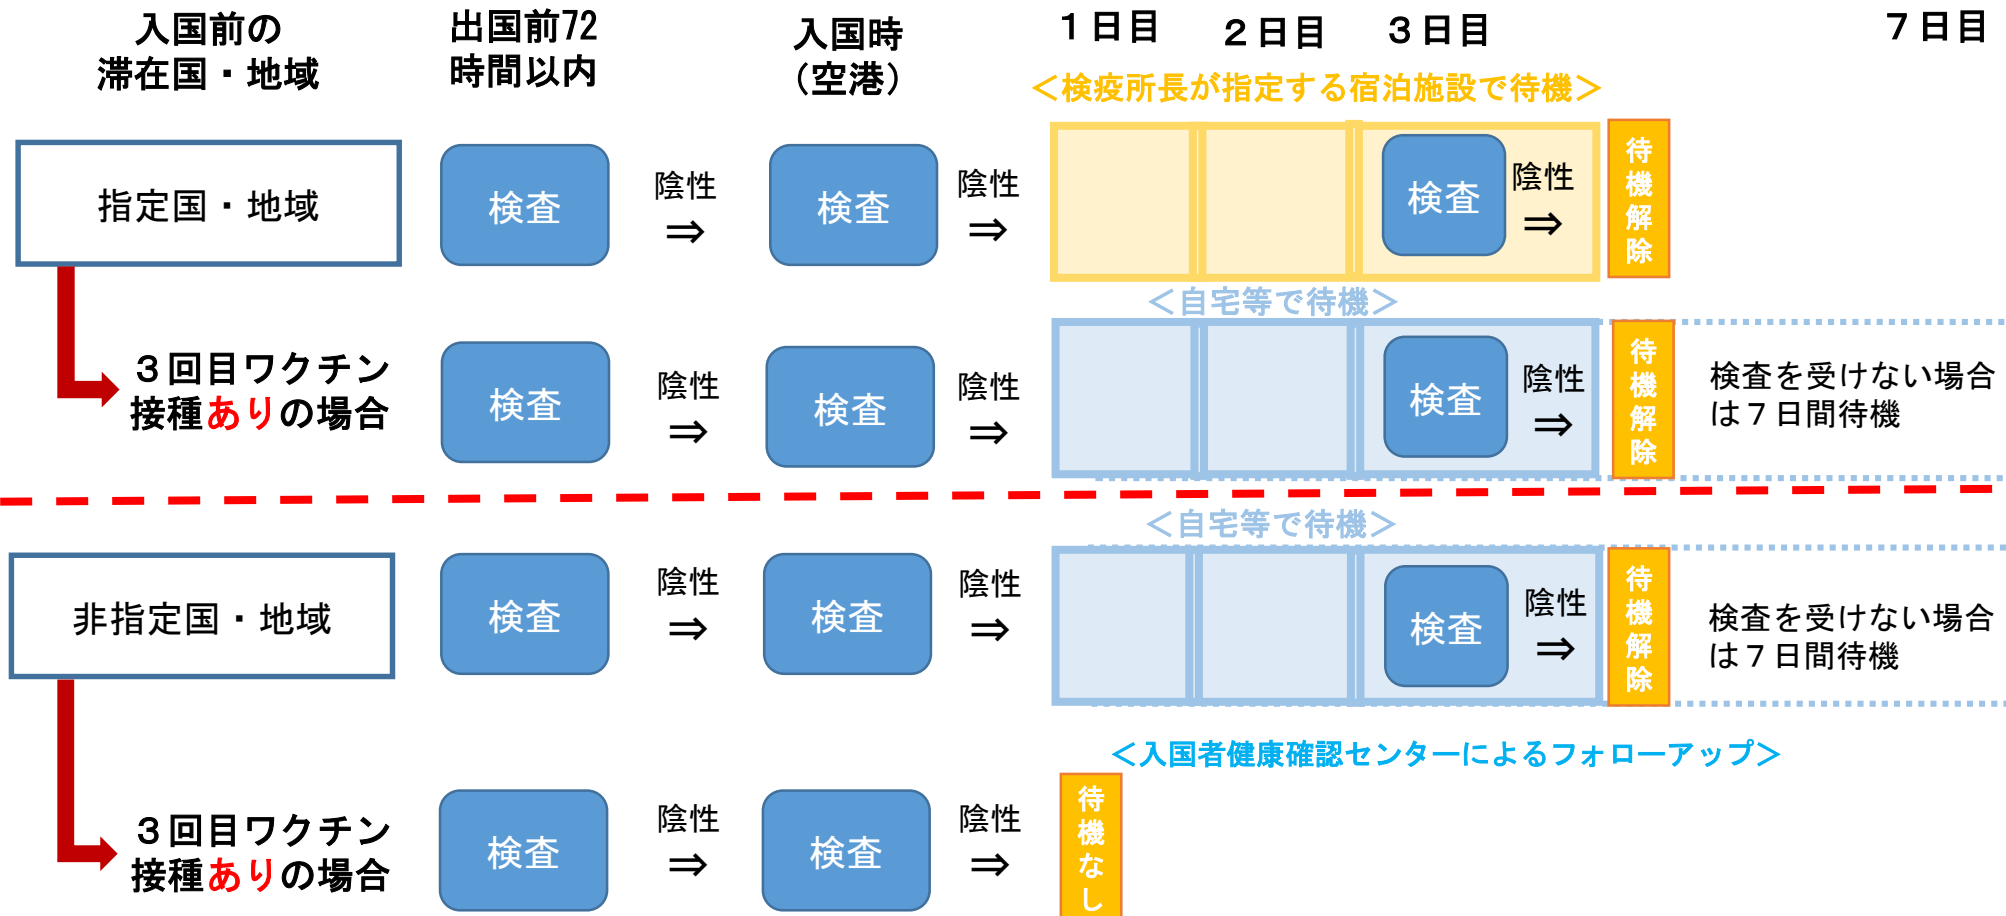 入国前の
滞在国・地域
出国前72
時間以内
入国時
（空港）
１日目
２日目
３日目
７日目
＜検疫所長が指定する宿泊施設で待機＞
指定国・地域
検査
陰性
⇒
検査
陰性
⇒
検査
陰性
⇒
待機解除
＜自宅等で待機＞
３回目ワクチン
接種ありの場合
検査
陰性
⇒
検査
陰性
⇒
検査
陰性
⇒
待機解除
検査を受けない場合
は７日間待機
＜自宅等で待機＞
非指定国・地域
検査
陰性
⇒
検査
陰性
⇒
検査
陰性
⇒
待機解除
検査を受けない場合
は７日間待機
＜入国者健康確認センターによるフォローアップ＞
３回目ワクチン
接種ありの場合
検査
陰性
⇒
検査
陰性
⇒
待機なし